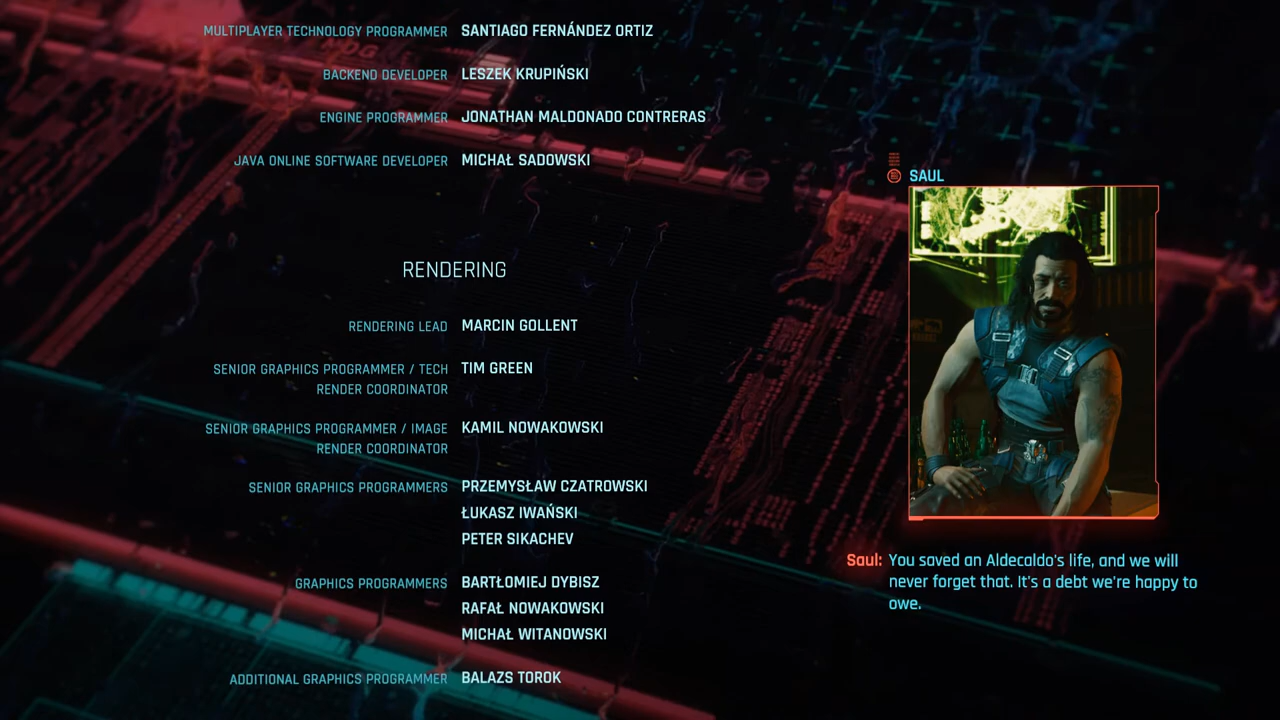 MULTIPLAYER TECHNOLOGY PROGRAMMER SANTIAGO FERNÁNDEZ ORTIZ
BACKEND DEVELOPER LESZEK KRUPIŃSKI
ENGINE PROGRAMMER JONATHAN MALDONADO CONTRERAS
JAVA ONLINE SOFTWARE DEVELOPER MICHAŁ SADOWSKI
RENDERING
RENDERING LEAD MARCIN GOLLENT
SENIOR GRAPHICS PROGRAMMER / TECH TIM GREEN
RENDER COORDINATOR
SENIOR GRAPHICS PROGRAMMER / IMAGE KAMIL NOWAKOWSKI
RENDER COORDINATOR
SENIOR GRAPHICS PROGRAMMERS PRZEMYSŁAW CZATROWSKI
ŁUKASZ IWAŃSKI
PETER SIKACHEV
GRAPHICS PROGRAMMERS BARTŁOMIEJ DYBISZ
RAFAŁ NOWAKOWSKI
MICHAŁ WITANOWSKI
ADDITIONAL GRAPHICS PROGRAMMER BALAZS TOROK
SAUL
Saul: You saved an Aldecaldo's life, and we will
never forget that. It's a debt we're happy to
owe.